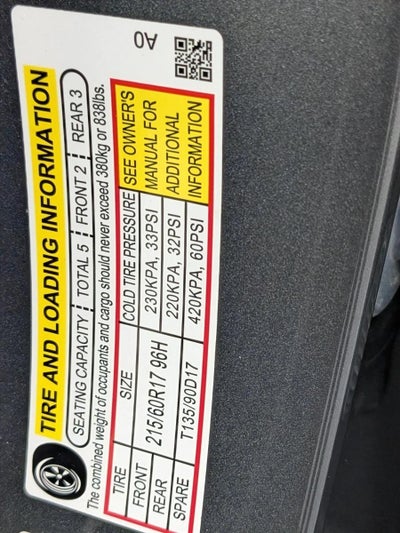 TIRE AND LOADING INFORMATION
SEATING CAPACITY TOTAL 5 FRONT 2 REAR 3
The combined weight of occupants and cargo should never exceed 380kg or 838lbs.
TIRE SIZE COLD TIRE PRESSURE SEE OWNER'S
FRONT 215/60R17 96H 230KPA, 33PSI MANUAL FOR
REAR 220KPA, 32PSI ADDITIONAL
SPARE T135/90D17 420KPA, 60PSI INFORMATION
A0